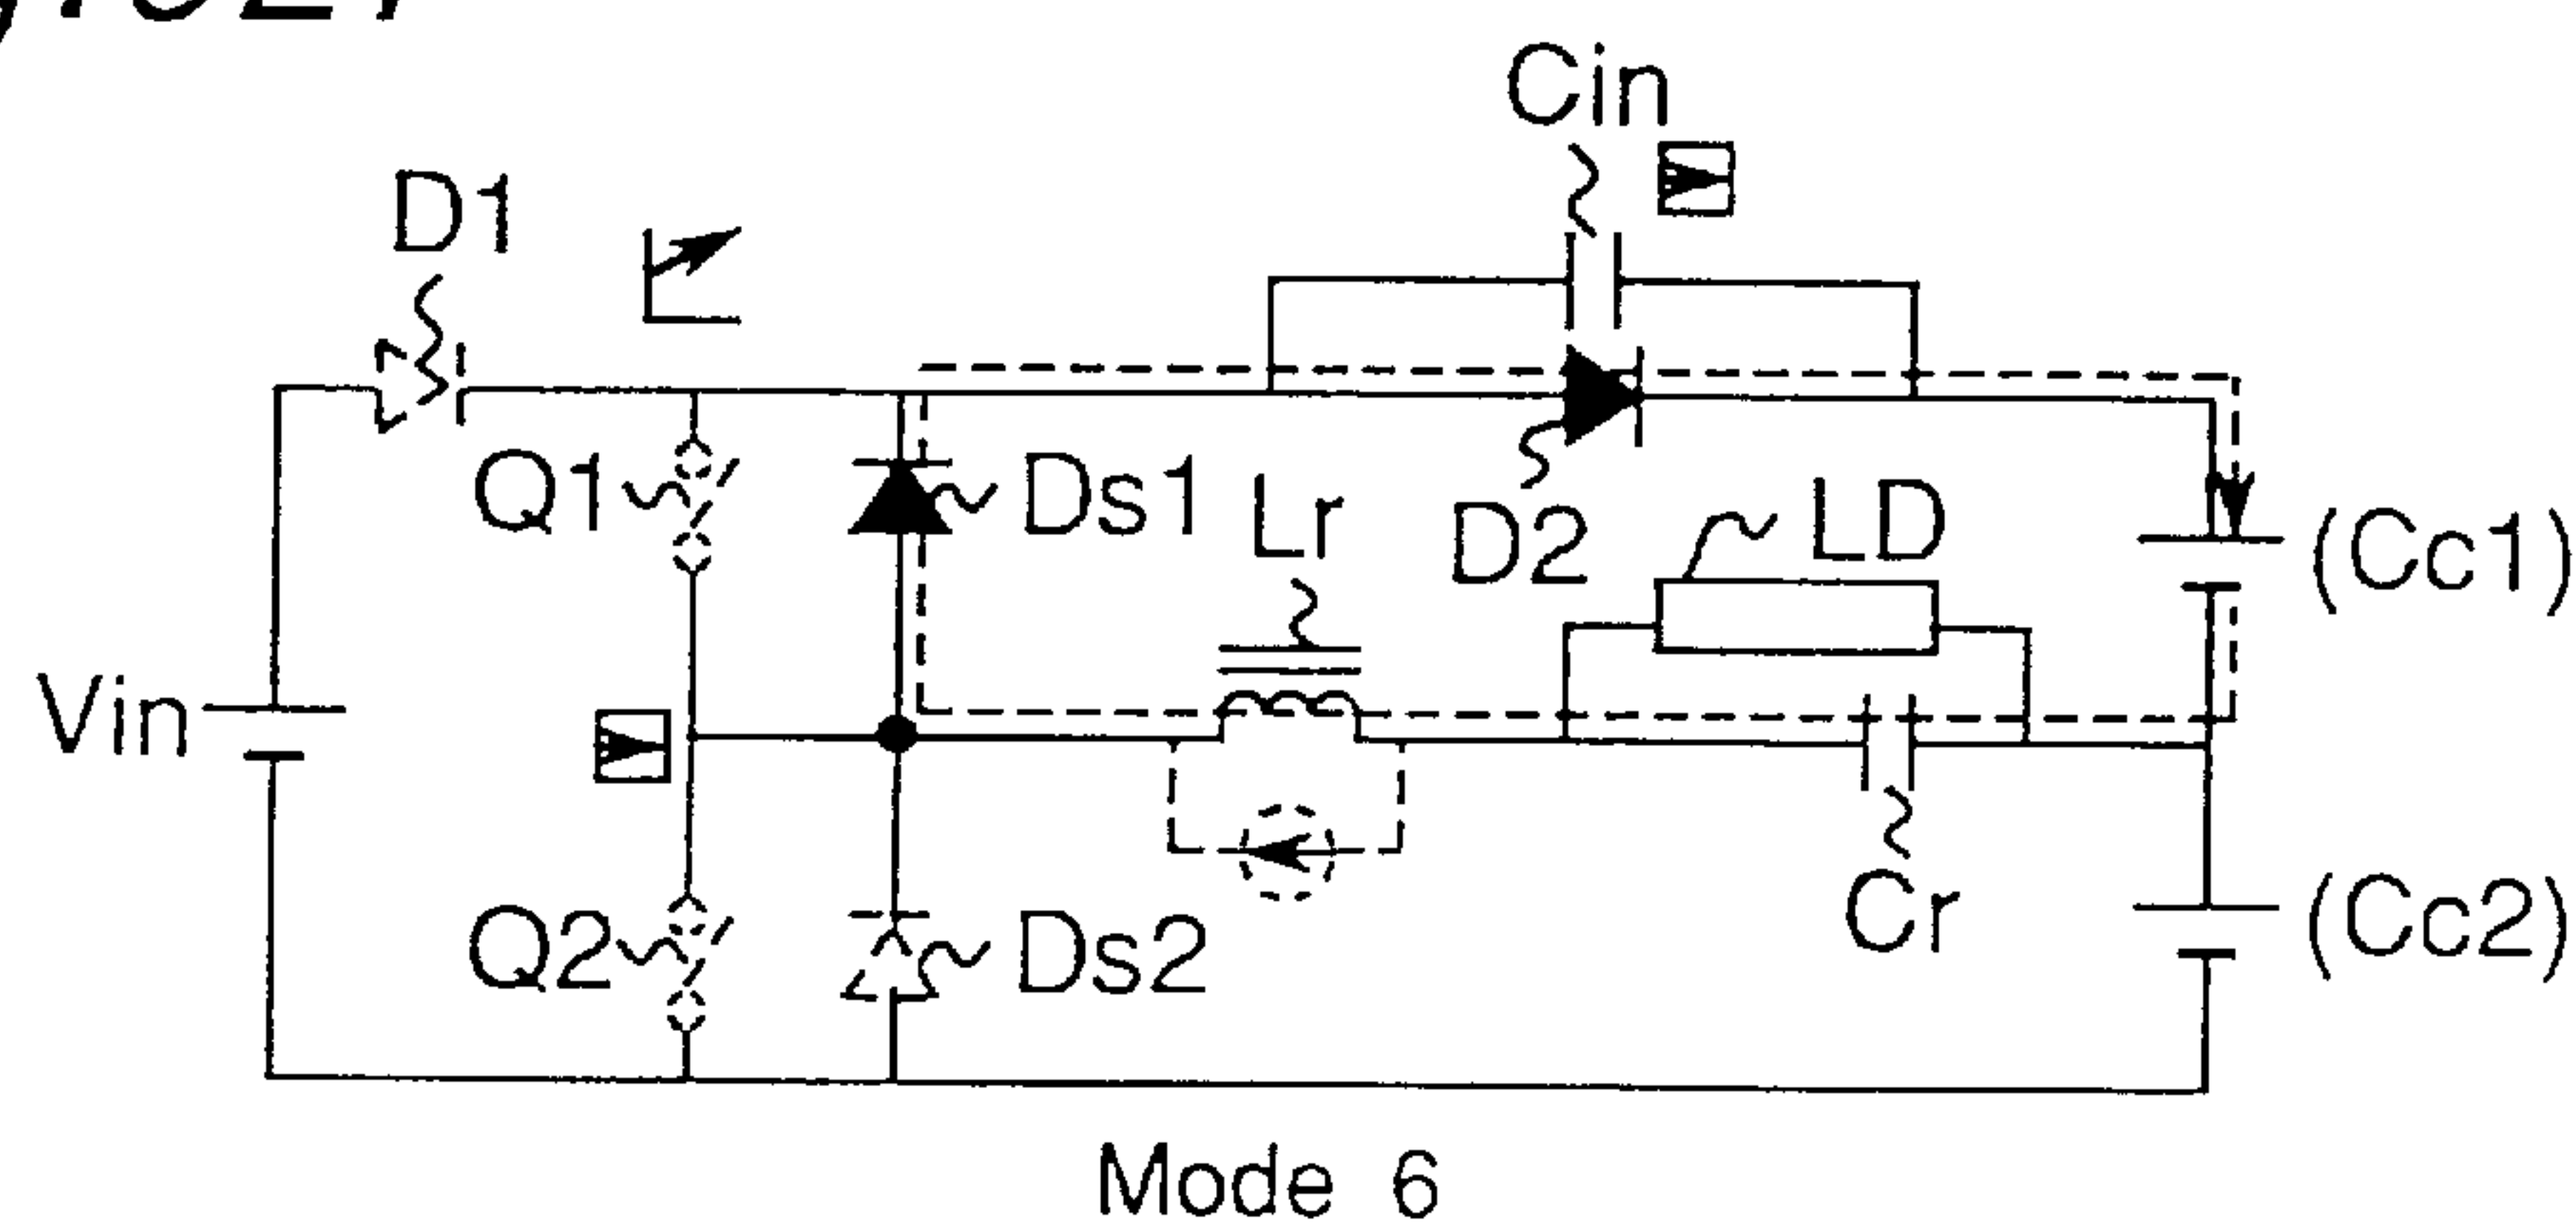 Cin
D1
Q1
Ds1
Lr
D2
LD
(Cc1)
Vin
Q2
Ds2
Cr
(Cc2)
Mode 6